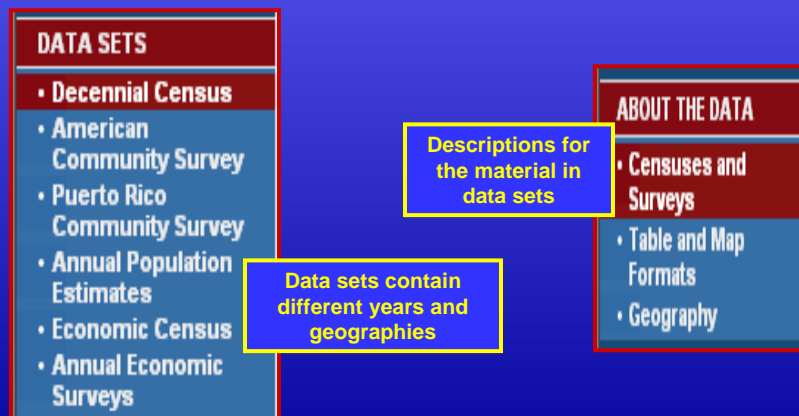 DATA SETS
• Decennial Census
• American
Community Survey
• Puerto Rico
Community Survey
• Annual Population
Estimates
• Economic Census
• Annual Economic
Surveys
Data sets contain
different years and
geographies
Descriptions for
the material in
data sets
ABOUT THE DATA
• Censuses and
Surveys
• Table and Map
Formats
• Geography